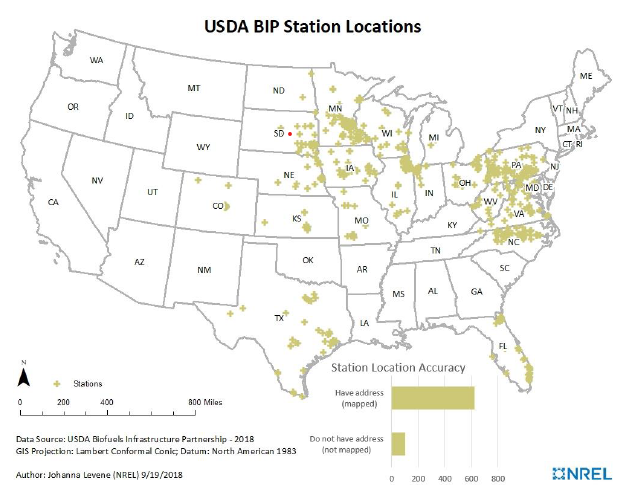 USDA BIP Station Locations
WA
ME
MT
ND
OR
MN
VT
NH
ID
SD
WI
NY
MA
MI
CT
RI
WY
IA
PA
NJ
NE
NV
OH
MD
DE
UT
IL
IN
CA
CO
WV
VA
KS
MO
KY
NC
TN
AZ
NM
OK
AR
SC
MS
AL
GA
TX
LA
FL
N
Station Location Accuracy
Stations
Have address
(mapped)
0 200 400 800 Miles
Do not have address
(not mapped)
0 200 400 600 800
Data Source: USDA Biofuels Infrastructure Partnership - 2018
GIS Projection: Lambert Conformal Conic; Datum: North American 1983
Author: Johanna Levene (NREL) 9/19/2018
NREL